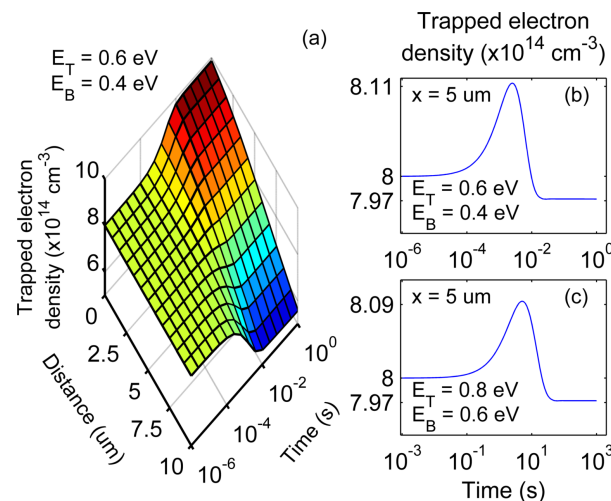 (a)
E_T = 0.6 eV
E_B = 0.4 eV
Trapped electron
density (x10^14 cm^-3)
10
8
6
0
2.5
5
7.5
10
Distance (um)
10^-6
10^-4
10^-2
10^0
Time (s)
Trapped electron
density (x10^14 cm^-3)
8.11
8
7.97
x = 5 um
(b)
E_T = 0.6 eV
E_B = 0.4 eV
10^-6 10^-4 10^-2 10^0
8.09
8
7.97
x = 5 um
(c)
E_T = 0.8 eV
E_B = 0.6 eV
10^-3 10^-1 10^1 10^3
Time (s)